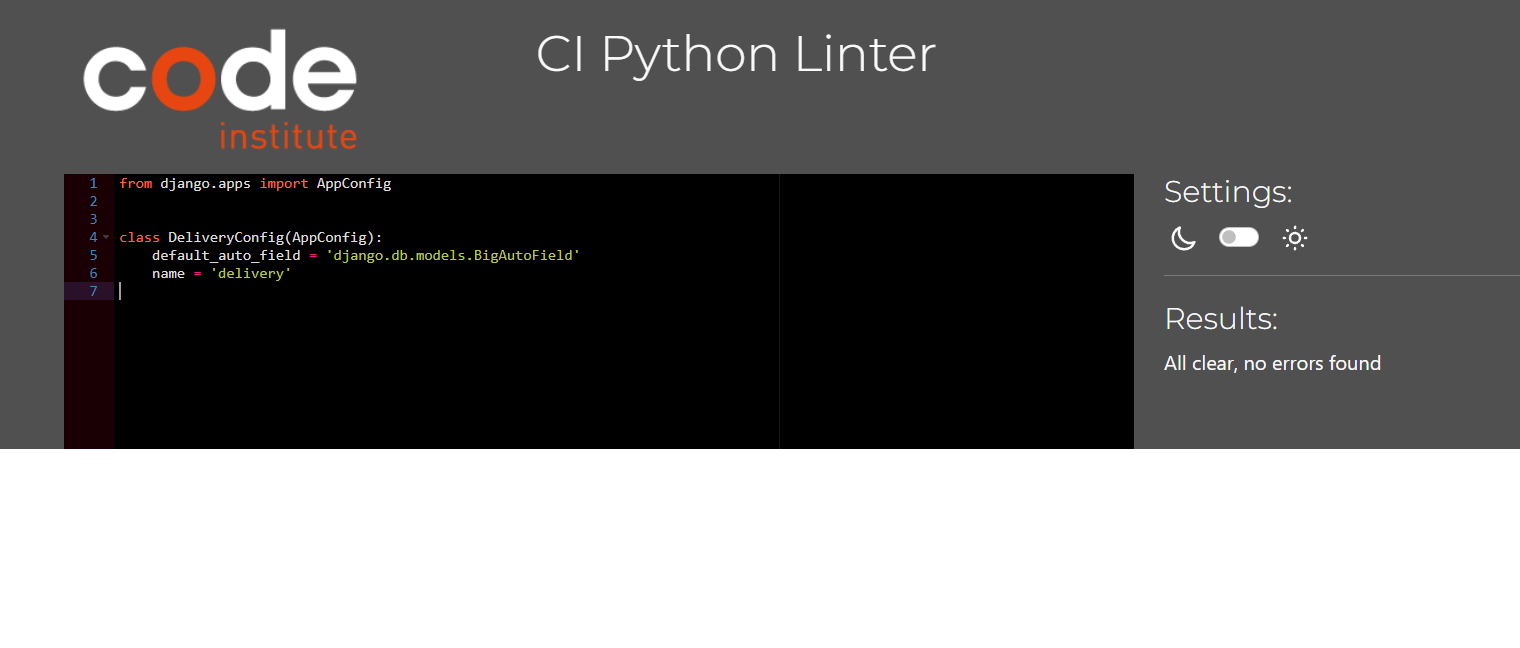 code
institute
CI Python Linter
1 from django.apps import AppConfig
2
3
4 class DeliveryConfig(AppConfig):
5     default_auto_field = 'django.db.models.BigAutoField'
6     name = 'delivery'
7
Settings:
Results:
All clear, no errors found